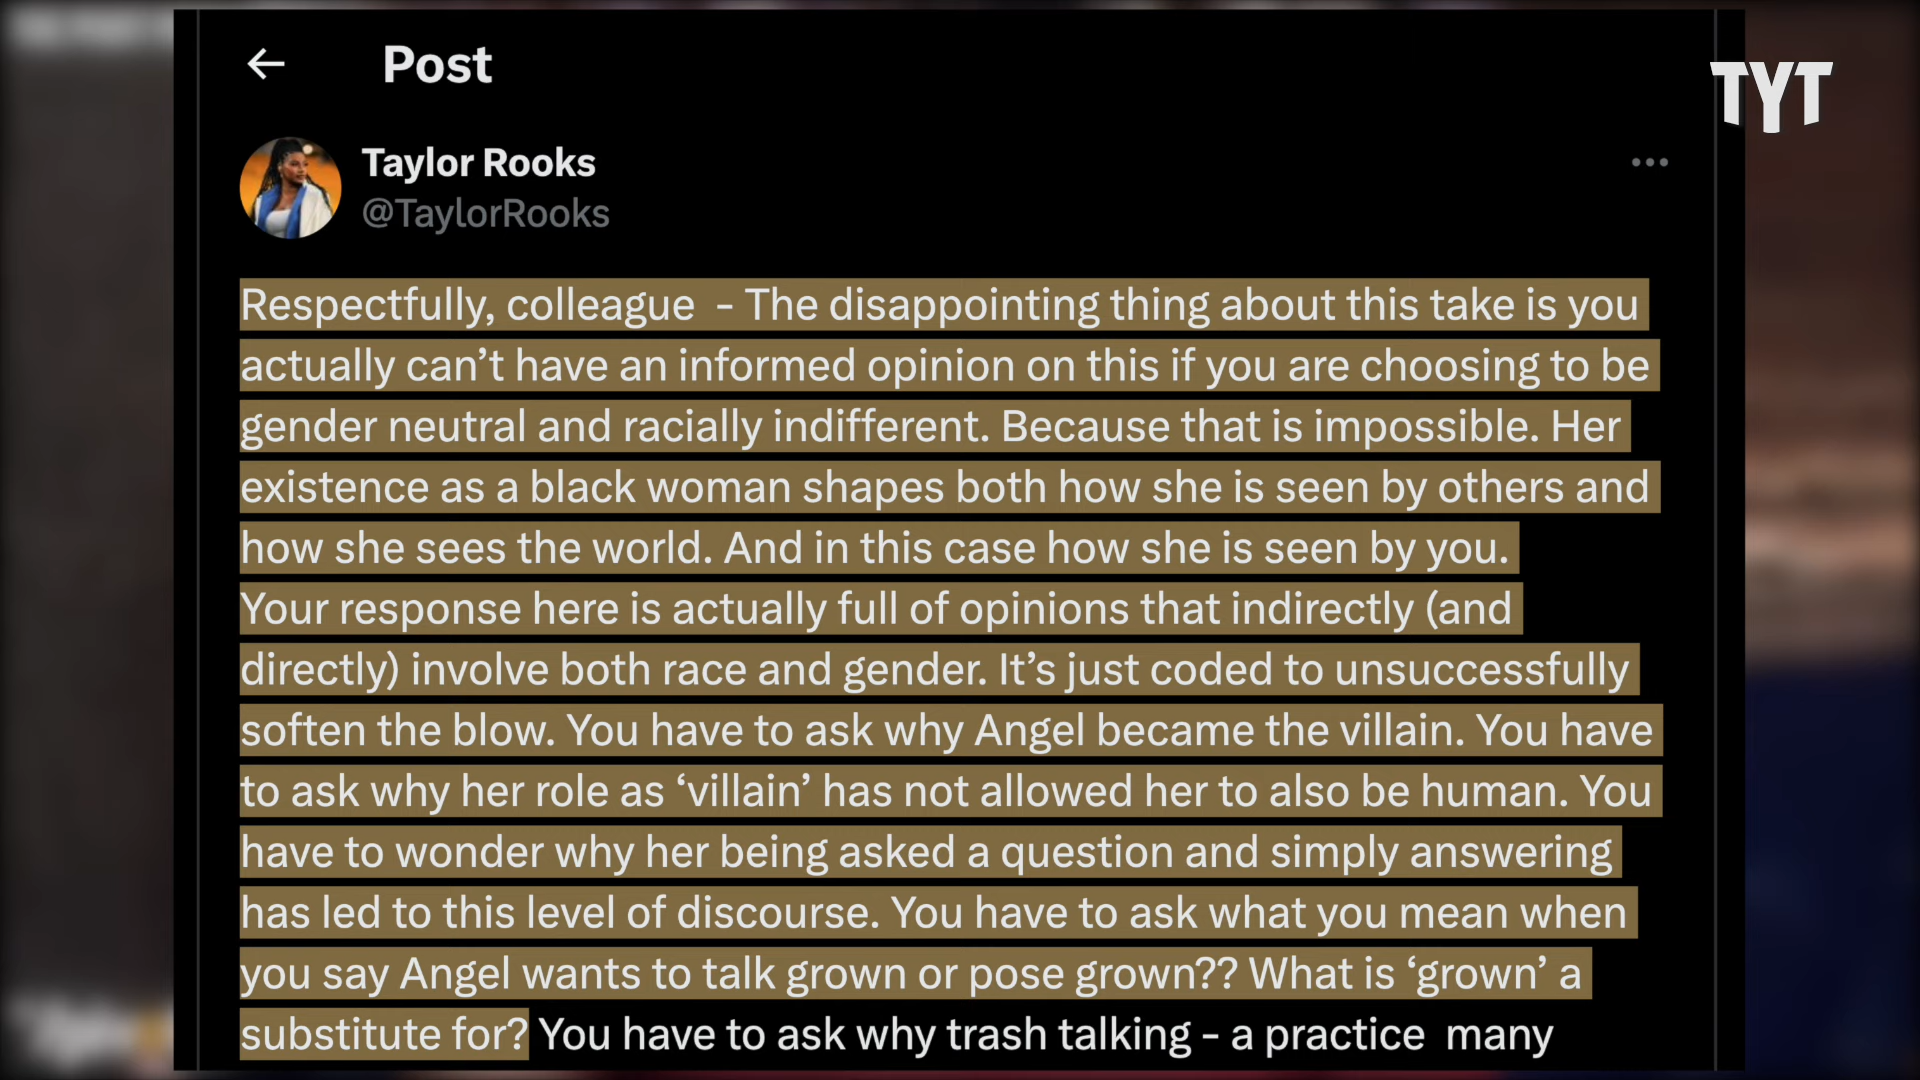 Post
TYT
Taylor Rooks
@TaylorRooks
Respectfully, colleague  - The disappointing thing about this take is you
actually can’t have an informed opinion on this if you are choosing to be
gender neutral and racially indifferent. Because that is impossible. Her
existence as a black woman shapes both how she is seen by others and
how she sees the world. And in this case how she is seen by you.
Your response here is actually full of opinions that indirectly (and
directly) involve both race and gender. It’s just coded to unsuccessfully
soften the blow. You have to ask why Angel became the villain. You have
to ask why her role as ‘villain’ has not allowed her to also be human. You
have to wonder why her being asked a question and simply answering
has led to this level of discourse. You have to ask what you mean when
you say Angel wants to talk grown or pose grown?? What is ‘grown’ a
substitute for? You have to ask why trash talking - a practice  many